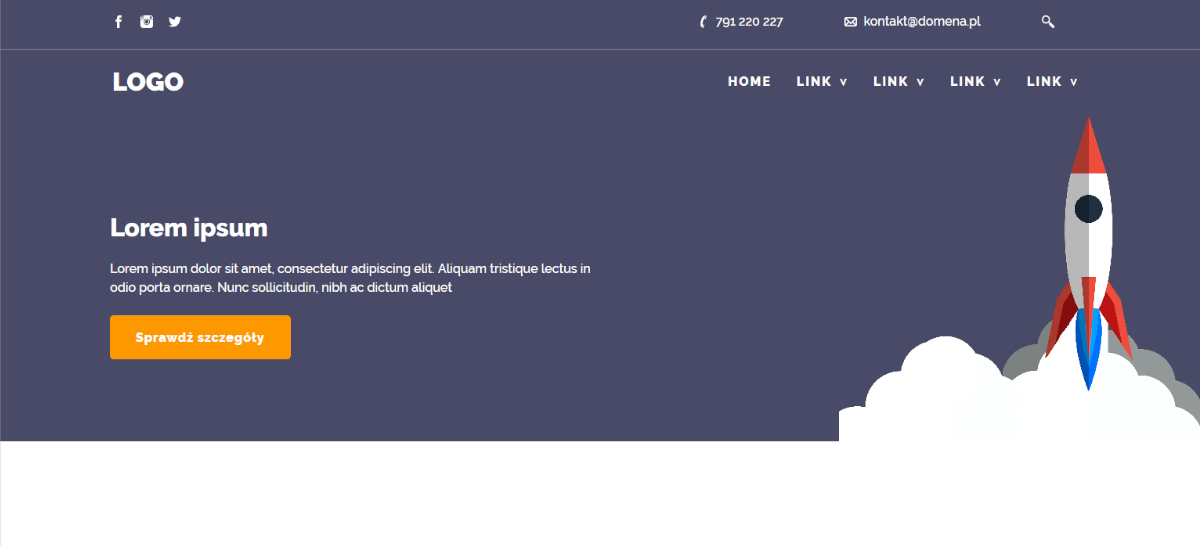 791 220 227 kontakt@domena.pl
LOGO HOME LINK v LINK v LINK v LINK v
Lorem ipsum
Lorem ipsum dolor sit amet, consectetur adipiscing elit. Aliquam tristique lectus in
odio porta ornare. Nunc sollicitudin, nibh ac dictum aliquet
Sprawdź szczegóły